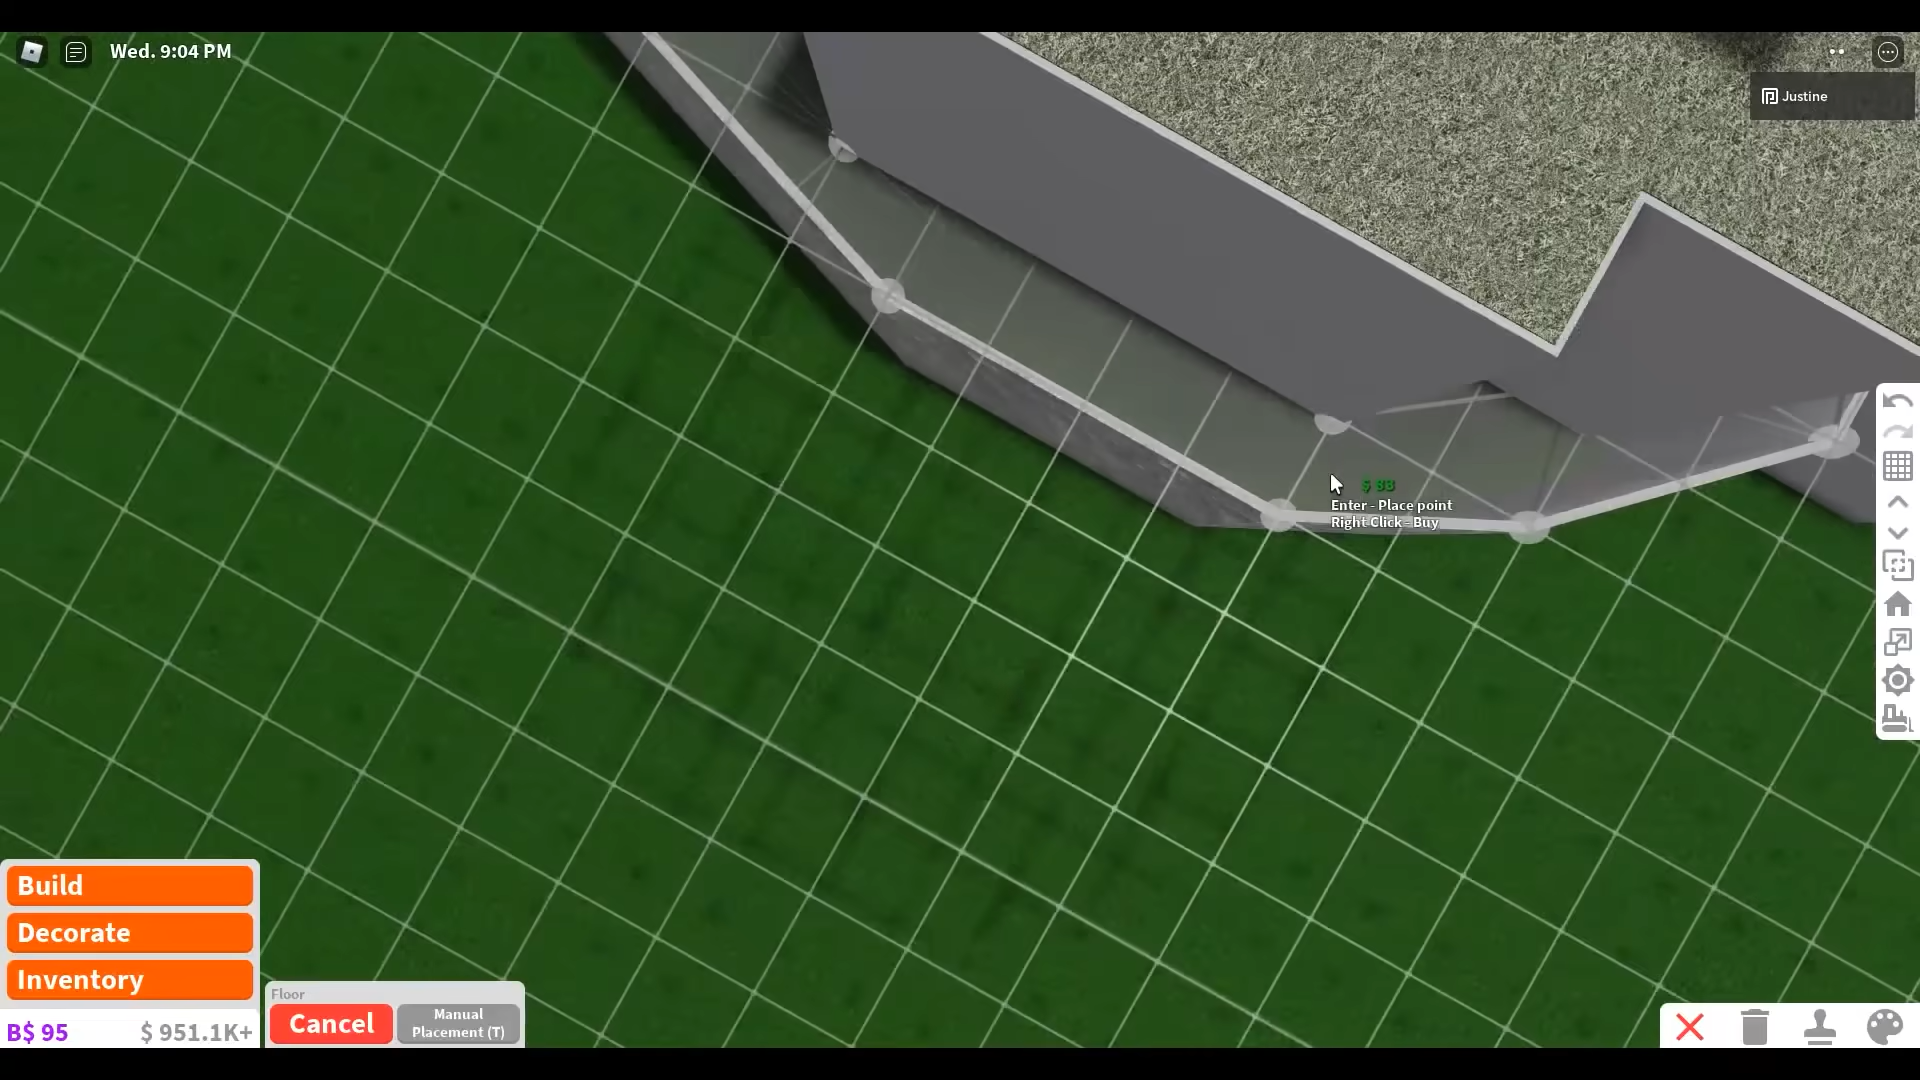 Wed. 9:04 PM
Justine
$ 88
Enter - Place point
Right Click - Buy
Build
Decorate
Inventory
B$ 95
$ 951.1K+
Floor
Cancel
Manual
Placement (T)